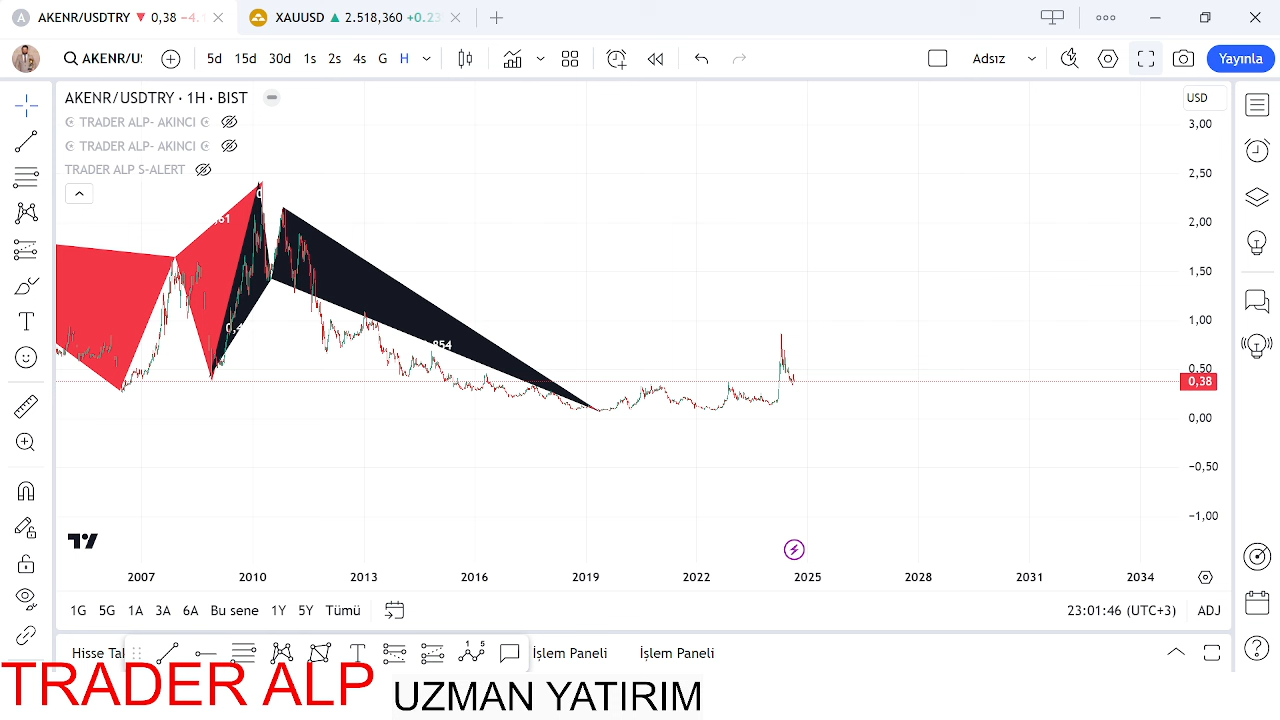 AKENR/USDTRY ▼ 0,38 −4. XAUUSD ▲ 2.518,360 +0.23
AKENR/U 5d 15d 30d 1s 2s 4s G H Adsız Yayınla
AKENR/USDTRY · 1H · BIST USD
TRADER ALP- AKINCI
TRADER ALP- AKINCI
TRADER ALP S-ALERT
3,00
2,50
2,00
1,50
1,00
0,50
0,38
0,00
−0,50
−1,00
854
2007 2010 2013 2016 2019 2022 2025 2028 2031 2034
1G 5G 1A 3A 6A Bu sene 1Y 5Y Tümü 23:01:46 (UTC+3) ADJ
Hisse Ta İşlem Paneli İşlem Paneli
TRADER ALP UZMAN YATIRIM